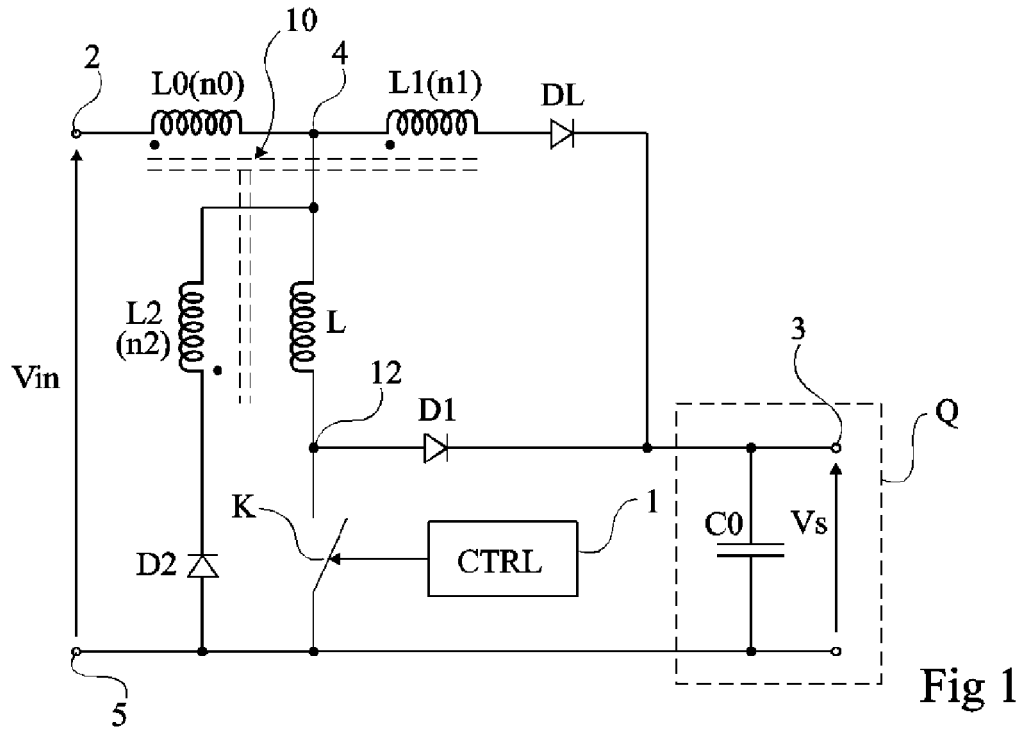 10
2
4
L0(n0)
L1(n1)
DL
L2
(n2)
L
3
Vin
12
D1
Q
K
1
C0
Vs
D2
CTRL
5
Fig 1